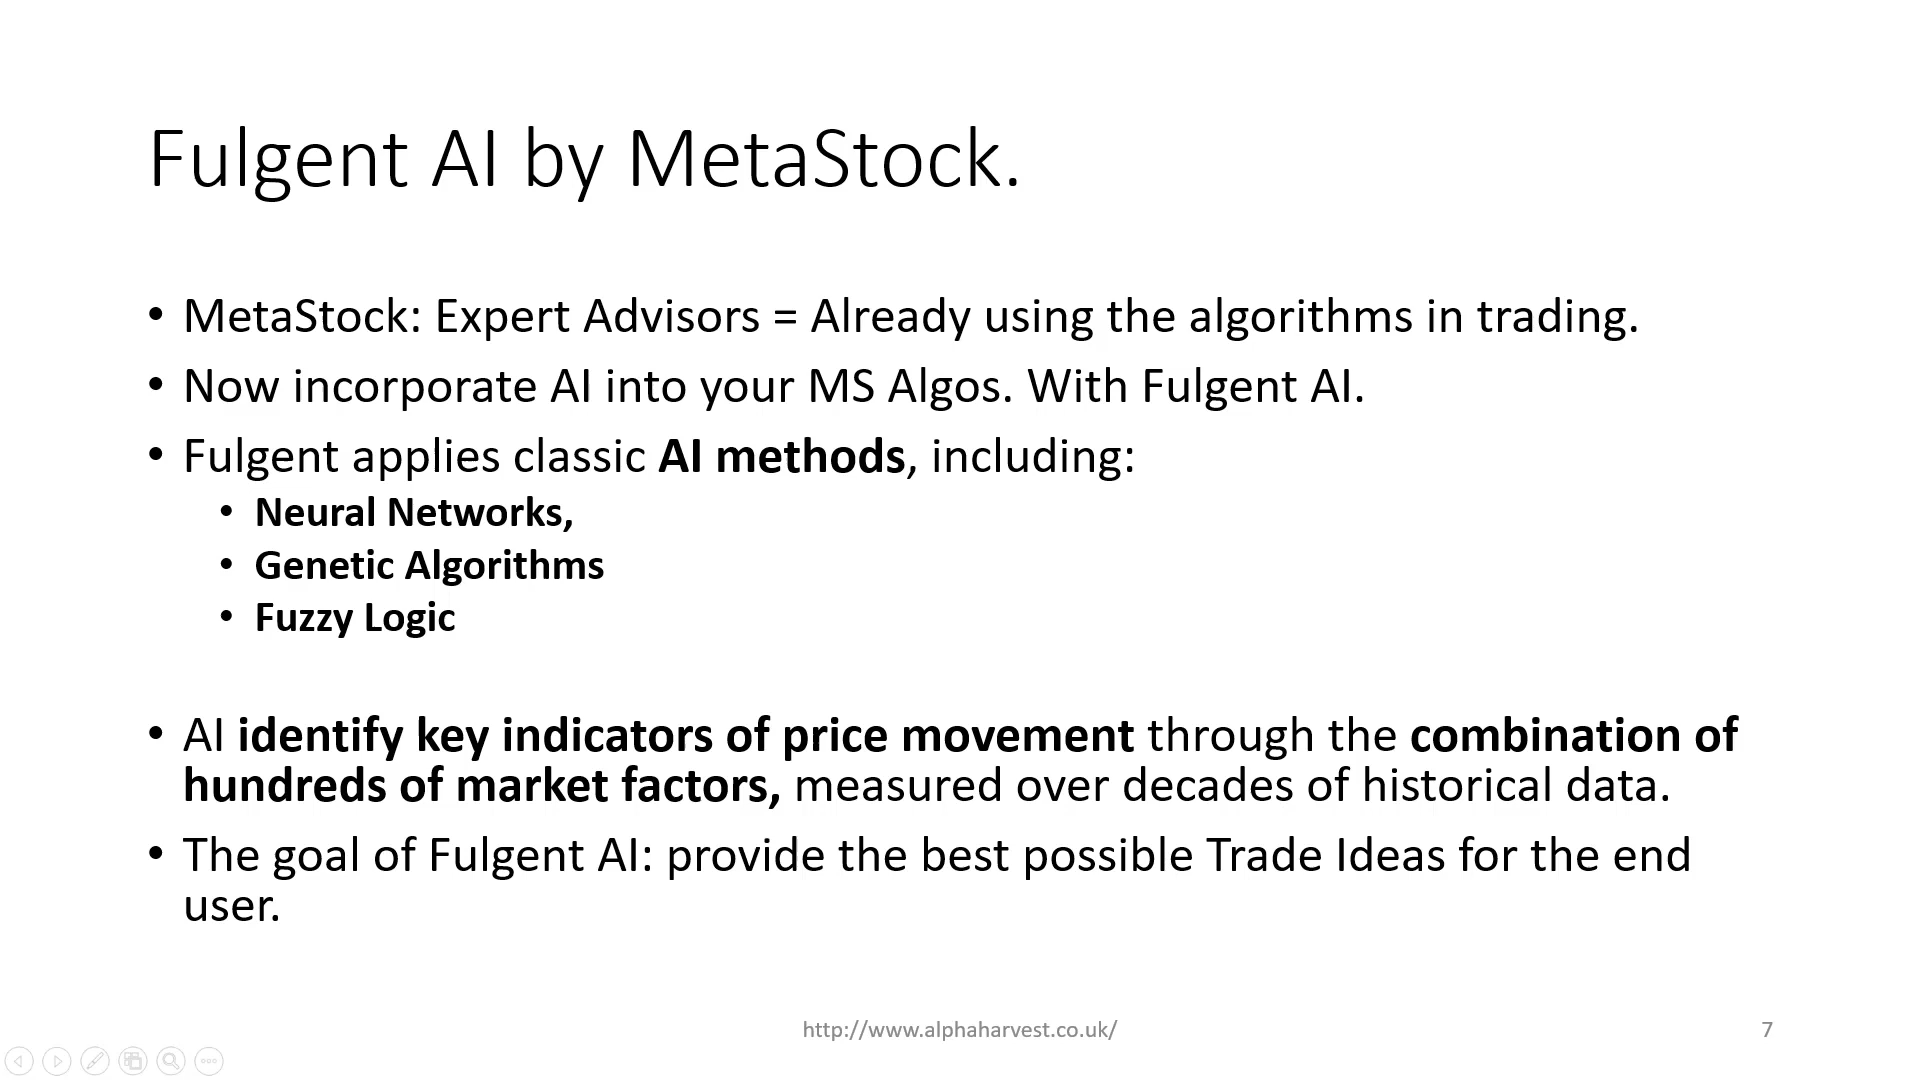 Fulgent AI by MetaStock.
• MetaStock: Expert Advisors = Already using the algorithms in trading.
• Now incorporate AI into your MS Algos. With Fulgent AI.
• Fulgent applies classic AI methods, including:
• Neural Networks,
• Genetic Algorithms
• Fuzzy Logic
• AI identify key indicators of price movement through the combination of
hundreds of market factors, measured over decades of historical data.
• The goal of Fulgent AI: provide the best possible Trade Ideas for the end
user.
http://www.alphaharvest.co.uk/
7